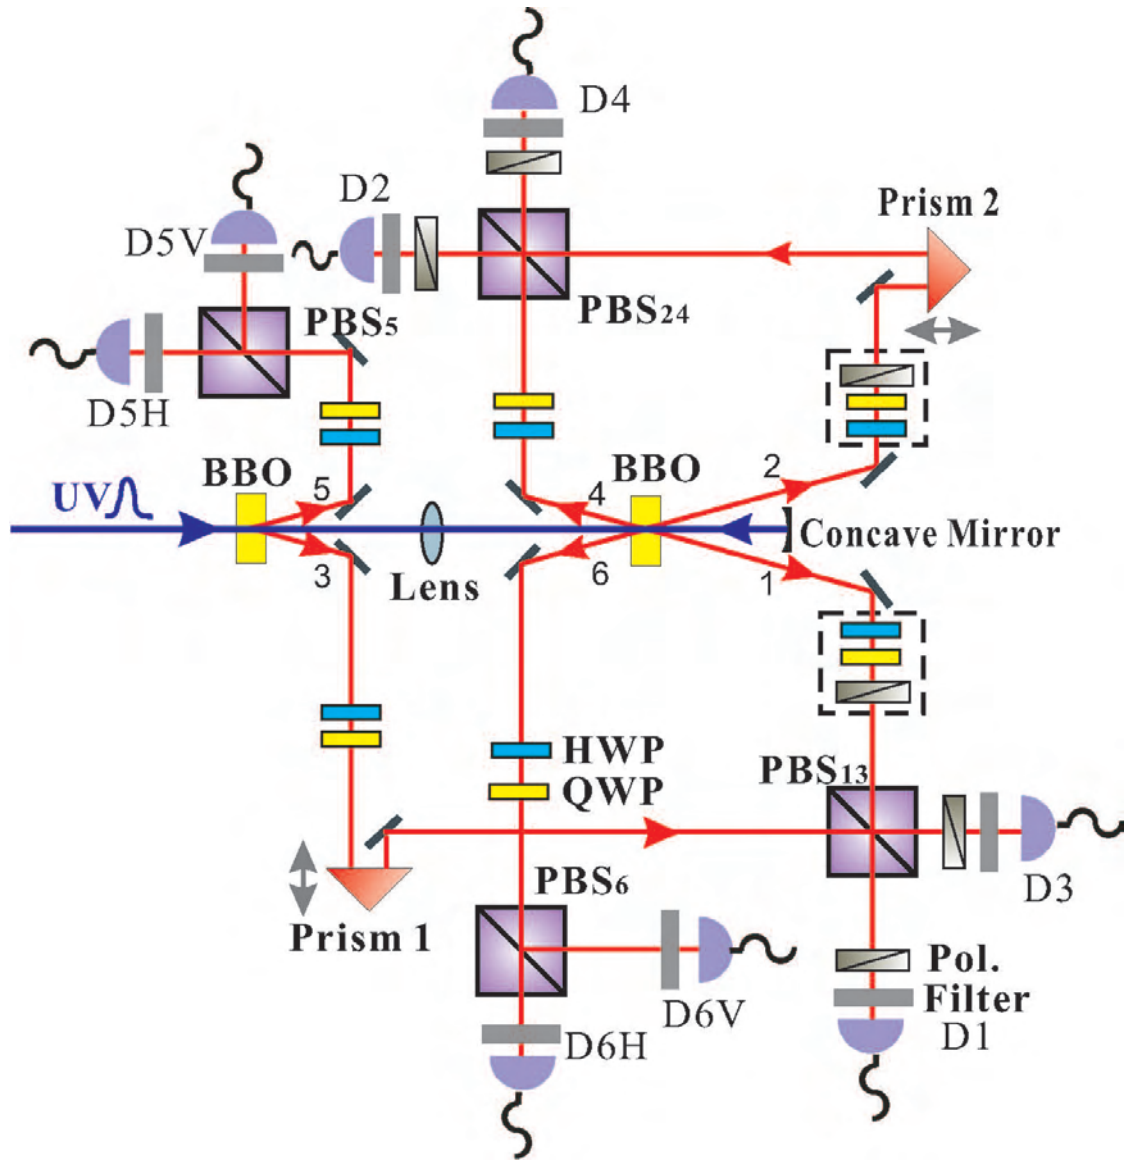 D4
D2
Prism 2
D5V
PBS5
PBS24
D5H
BBO
BBO
UV
5
4
2
Concave Mirror
3
Lens
6
1
HWP
PBS13
QWP
PBS6
D3
Prism 1
Pol.
Filter
D6V
D6H
D1